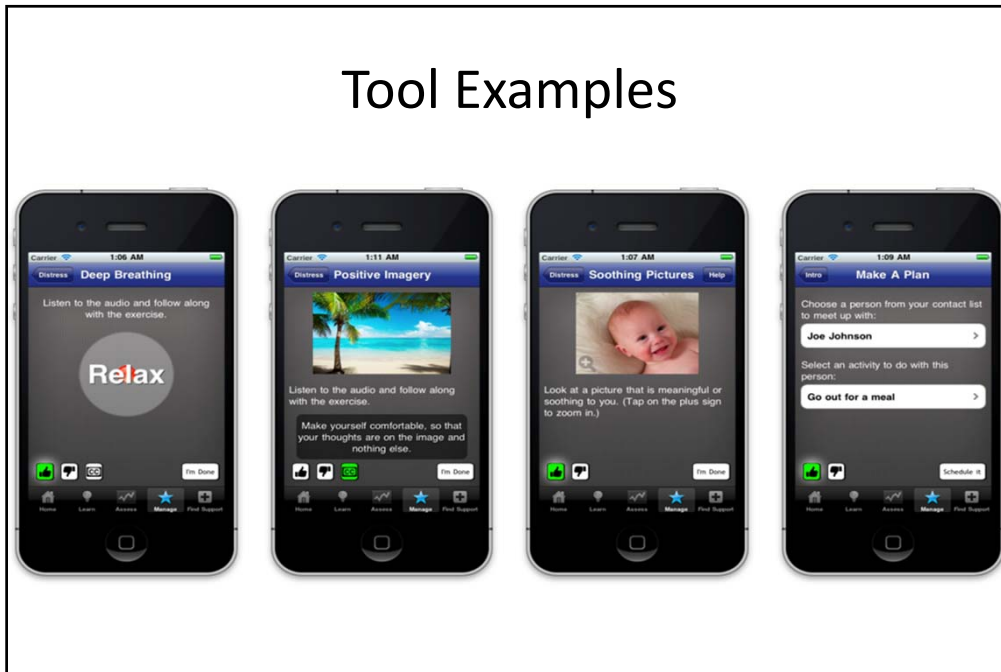 Tool Examples
Carrier 1:06 AM
Distress Deep Breathing
Listen to the audio and follow along
with the exercise.
Relax
CC
I'm Done
Home Learn Assess Manage Find Support
Carrier 1:11 AM
Distress Positive Imagery
Listen to the audio and follow along
with the exercise.
Make yourself comfortable, so that
your thoughts are on the image and
nothing else.
CC
I'm Done
Home Learn Assess Manage Find Support
Carrier 1:07 AM
Distress Soothing Pictures Help
Look at a picture that is meaningful or
soothing to you. (Tap on the plus sign
to zoom in.)
I'm Done
Home Learn Assess Manage Find Support
Carrier 1:09 AM
Intro Make A Plan
Choose a person from your contact list
to meet up with:
Joe Johnson >
Select an activity to do with this
person:
Go out for a meal >
Schedule it
Home Learn Assess Manage Find Support